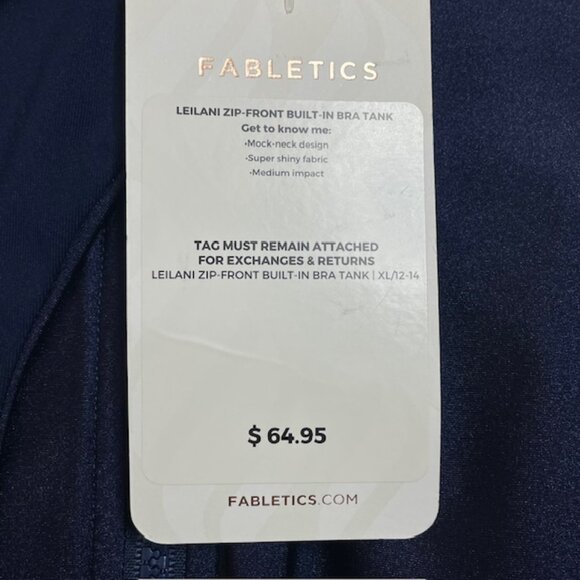 FABLETICS
LEILANI ZIP-FRONT BUILT-IN BRA TANK
Get to know me:
•Mock-neck design
•Super shiny fabric
•Medium impact
TAG MUST REMAIN ATTACHED
FOR EXCHANGES & RETURNS
LEILANI ZIP-FRONT BUILT-IN BRA TANK | XL/12-14
$ 64.95
FABLETICS.COM